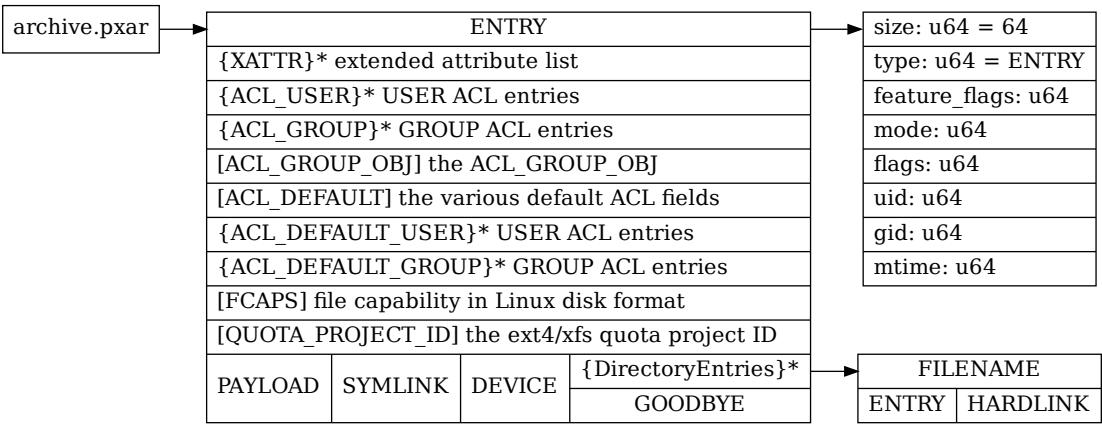 archive.pxar
ENTRY
{XATTR}* extended attribute list
{ACL_USER}* USER ACL entries
{ACL_GROUP}* GROUP ACL entries
[ACL_GROUP_OBJ] the ACL_GROUP_OBJ
[ACL_DEFAULT] the various default ACL fields
{ACL_DEFAULT_USER}* USER ACL entries
{ACL_DEFAULT_GROUP}* GROUP ACL entries
[FCAPS] file capability in Linux disk format
[QUOTA_PROJECT_ID] the ext4/xfs quota project ID
PAYLOAD
SYMLINK
DEVICE
{DirectoryEntries}*
GOODBYE
size: u64 = 64
type: u64 = ENTRY
feature_flags: u64
mode: u64
flags: u64
uid: u64
gid: u64
mtime: u64
FILENAME
ENTRY
HARDLINK